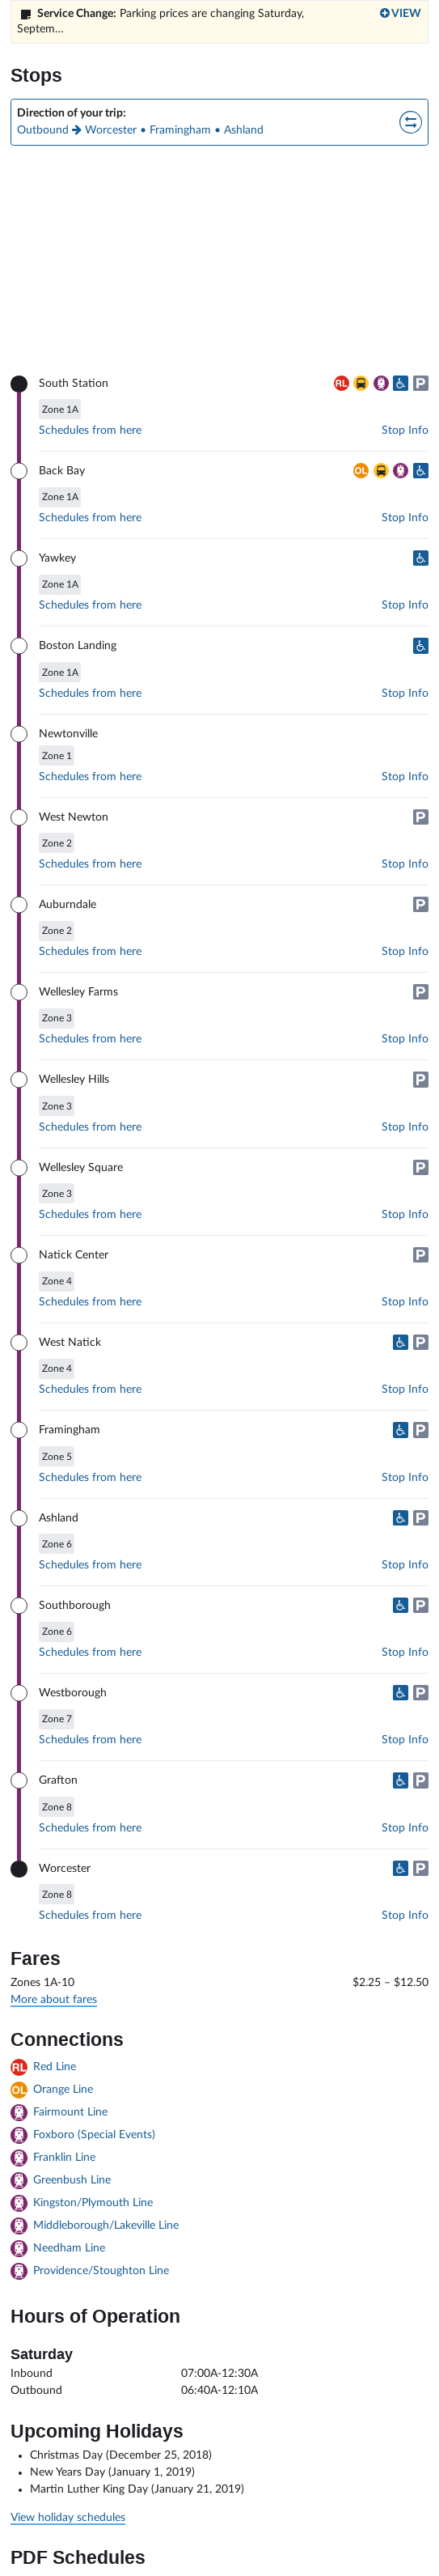 Service Change: Parking prices are changing Saturday, VIEW
Septem...
Stops
Direction of your trip:
Outbound Worcester • Framingham • Ashland
South Station RL P
Zone 1A
Schedules from here Stop Info
Back Bay OL
Zone 1A
Schedules from here Stop Info
Yawkey
Zone 1A
Schedules from here Stop Info
Boston Landing
Zone 1A
Schedules from here Stop Info
Newtonville
Zone 1
Schedules from here Stop Info
West Newton P
Zone 2
Schedules from here Stop Info
Auburndale P
Zone 2
Schedules from here Stop Info
Wellesley Farms P
Zone 3
Schedules from here Stop Info
Wellesley Hills P
Zone 3
Schedules from here Stop Info
Wellesley Square P
Zone 3
Schedules from here Stop Info
Natick Center P
Zone 4
Schedules from here Stop Info
West Natick P
Zone 4
Schedules from here Stop Info
Framingham P
Zone 5
Schedules from here Stop Info
Ashland P
Zone 6
Schedules from here Stop Info
Southborough P
Zone 6
Schedules from here Stop Info
Westborough P
Zone 7
Schedules from here Stop Info
Grafton P
Zone 8
Schedules from here Stop Info
Worcester P
Zone 8
Schedules from here Stop Info
Fares
Zones 1A-10 $2.25 – $12.50
More about fares
Connections
RL Red Line
OL Orange Line
Fairmount Line
Foxboro (Special Events)
Franklin Line
Greenbush Line
Kingston/Plymouth Line
Middleborough/Lakeville Line
Needham Line
Providence/Stoughton Line
Hours of Operation
Saturday
Inbound 07:00A-12:30A
Outbound 06:40A-12:10A
Upcoming Holidays
• Christmas Day (December 25, 2018)
• New Years Day (January 1, 2019)
• Martin Luther King Day (January 21, 2019)
View holiday schedules
PDF Schedules